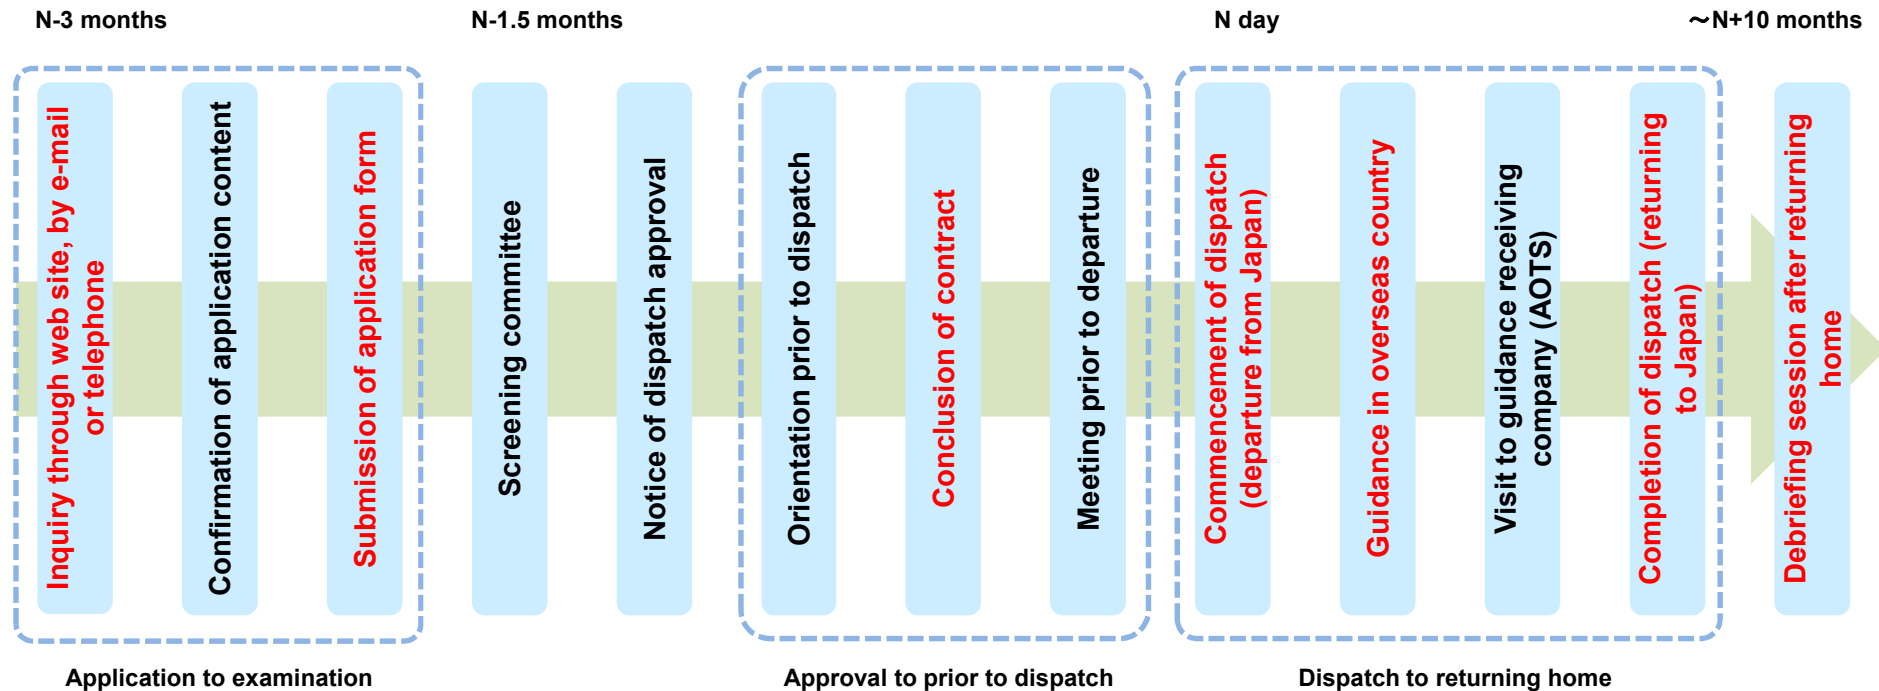 N-3 months
N-1.5 months
N day
～N+10 months
Inquiry through web site, by e-mail
or telephone
Confirmation of application content
Submission of application form
Screening committee
Notice of dispatch approval
Orientation prior to dispatch
Conclusion of contract
Meeting prior to departure
Commencement of dispatch
(departure from Japan)
Guidance in overseas country
Visit to guidance receiving
company (AOTS)
Completion of dispatch (returning
to Japan)
Debriefing session after returning
home
Application to examination
Approval to prior to dispatch
Dispatch to returning home